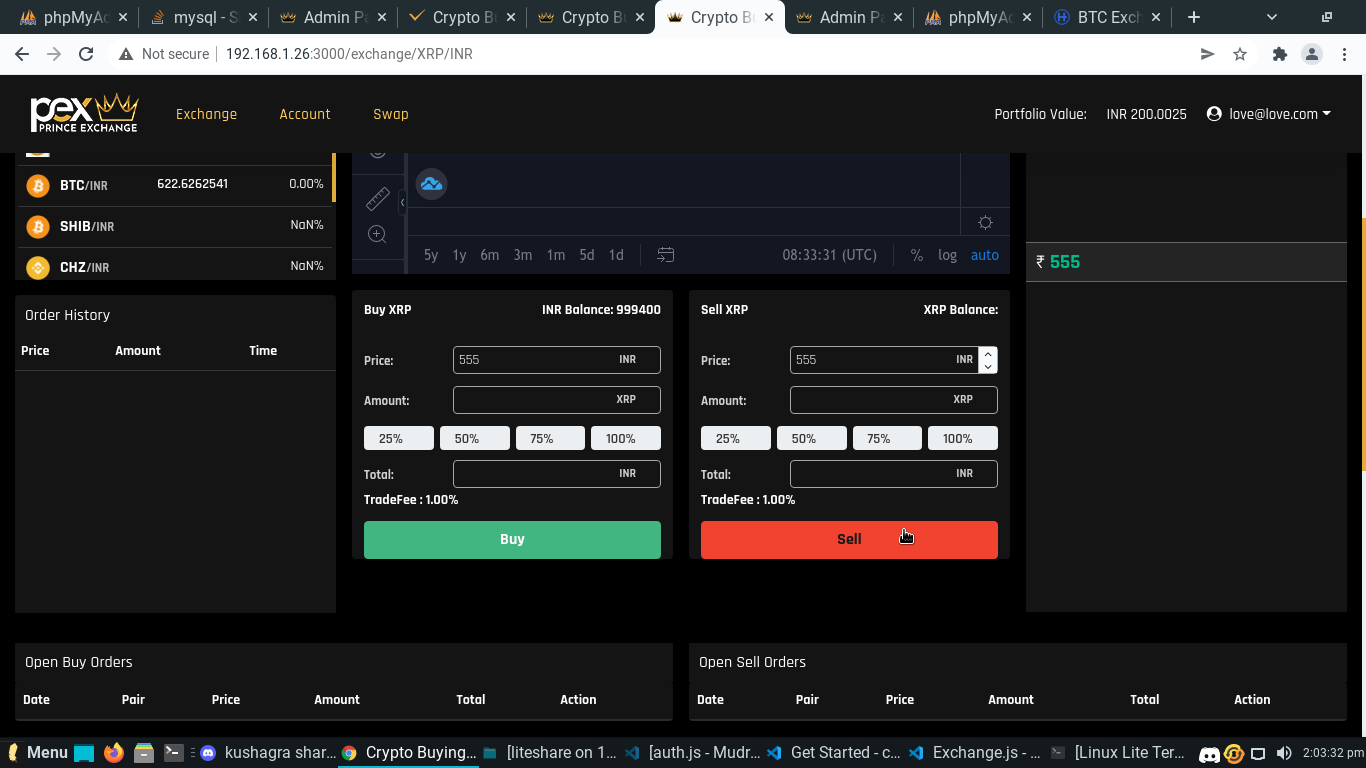 phpMyAc
mysql - S
Admin Pa
Crypto Bu
Crypto Bu
Crypto B
Admin Pa
phpMyAc
BTC Exch
Not secure
192.168.1.26:3000/exchange/XRP/INR
pex
PRINCE EXCHANGE
Exchange
Account
Swap
Portfolio Value:
INR 200.0025
love@love.com
BTC/INR 622.6262541 0.00%
SHIB/INR NaN%
CHZ/INR NaN%
5y 1y 6m 3m 1m 5d 1d
08:33:31 (UTC)
% log auto
₹ 555
Order History
Price Amount Time
Buy XRP INR Balance: 999400
Price: 555 INR
Amount: XRP
25% 50% 75% 100%
Total: INR
TradeFee : 1.00%
Buy
Sell XRP XRP Balance:
Price: 555 INR
Amount: XRP
25% 50% 75% 100%
Total: INR
TradeFee : 1.00%
Sell
Open Buy Orders
Date Pair Price Amount Total Action
Open Sell Orders
Date Pair Price Amount Total Action
Menu
kushagra shar...
Crypto Buying...
[liteshare on 1...
[auth.js - Mudr...
Get Started - c...
Exchange.js - ...
[Linux Lite Ter...
2:03:32 pm